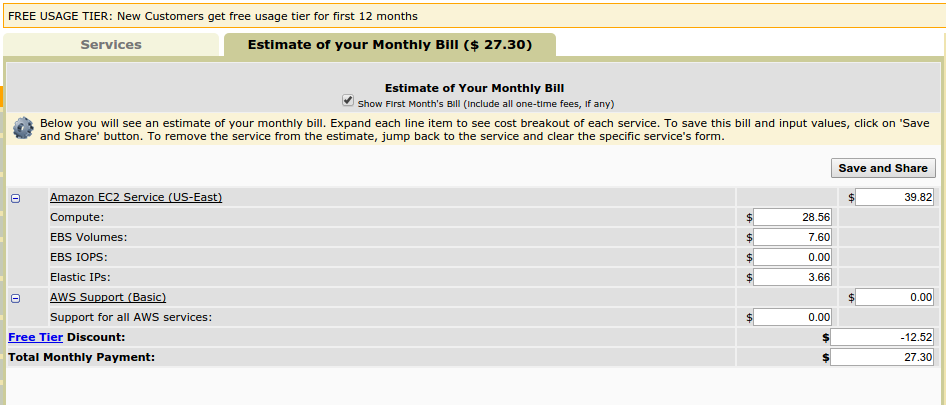 FREE USAGE TIER: New Customers get free usage tier for first 12 months
Services
Estimate of your Monthly Bill ($ 27.30)
Estimate of Your Monthly Bill
Show First Month's Bill (Include all one-time fees, if any)
Below you will see an estimate of your monthly bill. Expand each line item to see cost breakout of each service. To save this bill and input values, click on 'Save
and Share' button. To remove the service from the estimate, jump back to the service and clear the specific service's form.
Save and Share
Amazon EC2 Service (US-East) $ 39.82
Compute: $ 28.56
EBS Volumes: $ 7.60
EBS IOPS: $ 0.00
Elastic IPs: $ 3.66
AWS Support (Basic) $ 0.00
Support for all AWS services: $ 0.00
Free Tier Discount: $ -12.52
Total Monthly Payment: $ 27.30